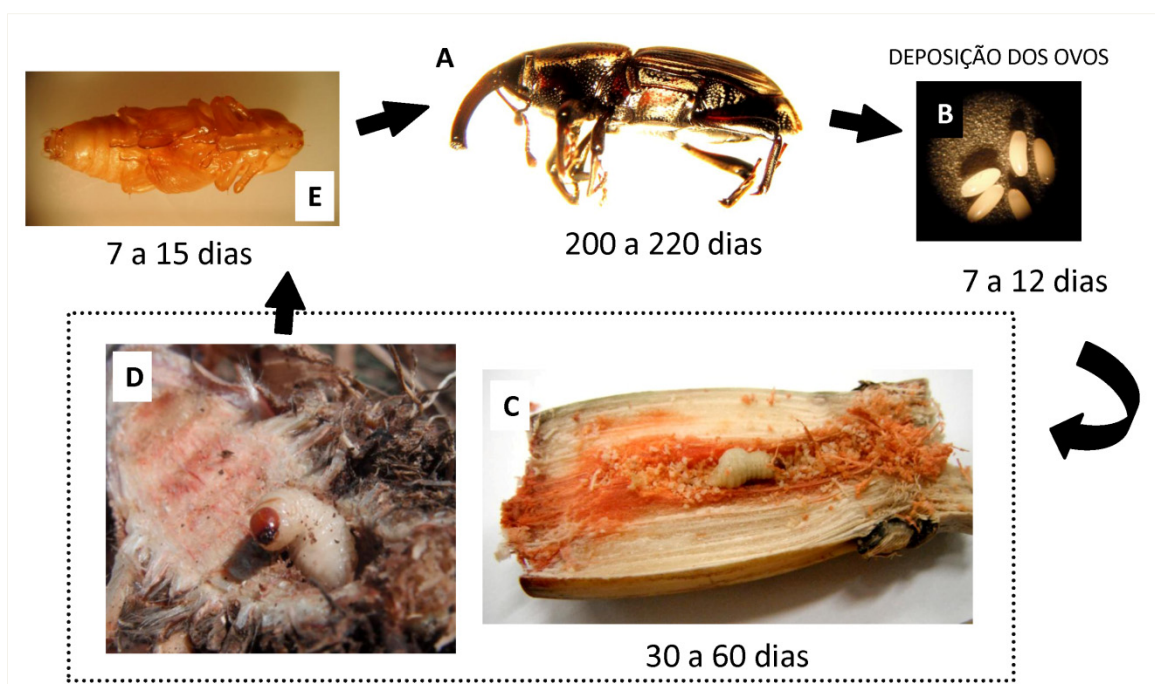 A
DEPOSIÇÃO DOS OVOS
B
E
7 a 15 dias
200 a 220 dias
7 a 12 dias
D
C
30 a 60 dias